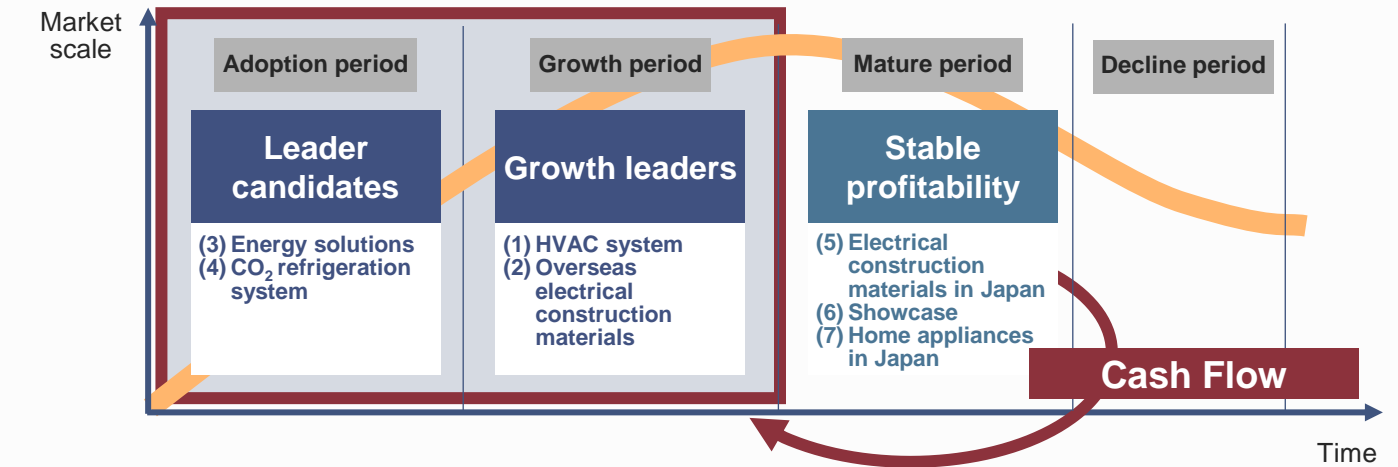 Market
scale
Adoption period
Growth period
Mature period
Decline period
Leader
candidates
(3) Energy solutions
(4) CO₂ refrigeration
system
Growth leaders
(1) HVAC system
(2) Overseas
electrical
construction
materials
Stable
profitability
(5) Electrical
construction
materials in Japan
(6) Showcase
(7) Home appliances
in Japan
Cash Flow
Time